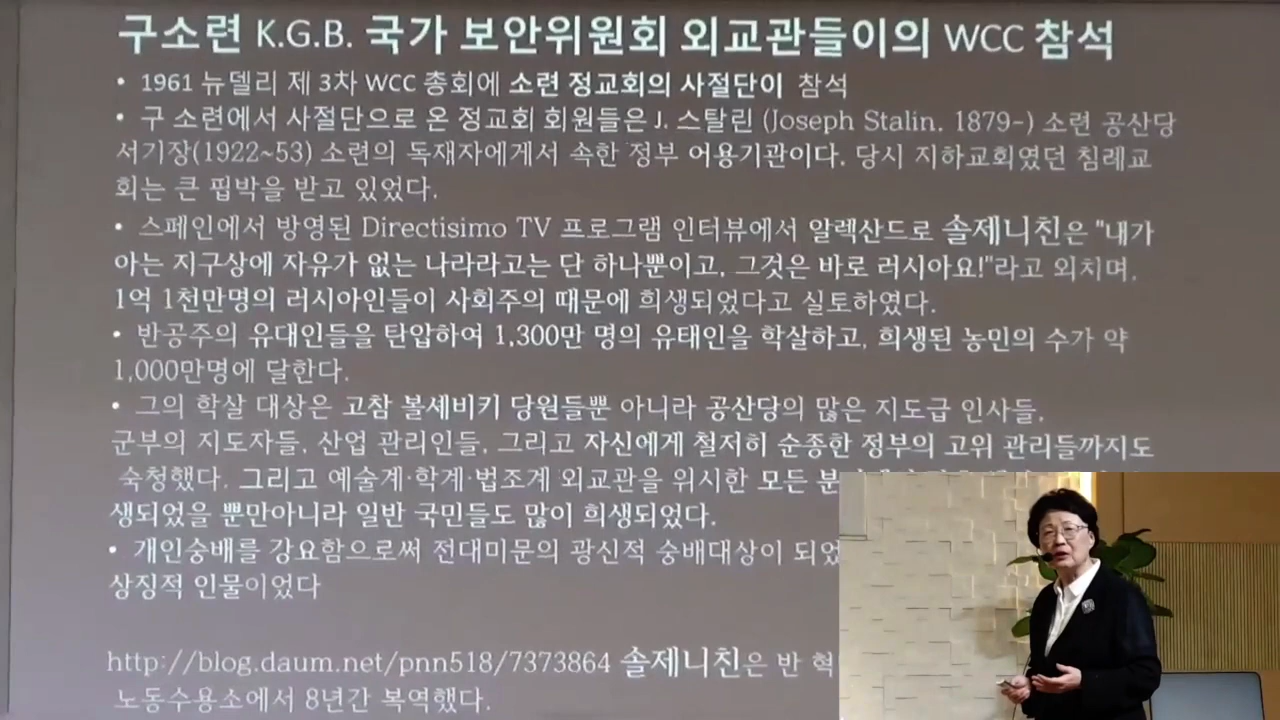 구소련 K.G.B. 국가 보안위원회 외교관들이의 WCC 참석
• 1961 뉴델리 제 3차 WCC 총회에 소련 정교회의 사절단이 참석
• 구 소련에서 사절단으로 온 정교회 회원들은 J. 스탈린 (Joseph Stalin. 1879-) 소련 공산당
서기장(1922~53) 소련의 독재자에게서 속한 정부 어용기관이다. 당시 지하교회였던 침례교
회는 큰 핍박을 받고 있었다.
• 스페인에서 방영된 Directisimo TV 프로그램 인터뷰에서 알렉산드로 솔제니친은 "내가
아는 지구상에 자유가 없는 나라라고는 단 하나뿐이고, 그것은 바로 러시아요!"라고 외치며,
1억 1천만명의 러시아인들이 사회주의 때문에 희생되었다고 실토하였다.
• 반공주의 유대인들을 탄압하여 1,300만 명의 유태인을 학살하고, 희생된 농민의 수가 약
1,000만명에 달한다.
• 그의 학살 대상은 고참 볼세비키 당원들뿐 아니라 공산당의 많은 지도급 인사들,
군부의 지도자들, 산업 관리인들, 그리고 자신에게 철저히 순종한 정부의 고위 관리들까지도
숙청했다. 그리고 예술계·학계·법조계 외교관을 위시한 모든
생되었을 뿐만아니라 일반 국민들도 많이 희생되었다.
• 개인숭배를 강요함으로써 전대미문의 광신적 숭배대상이 되었
상징적 인물이었다
http://blog.daum.net/pnn518/7373864 솔제니친은 반 혁
노동수용소에서 8년간 복역했다.